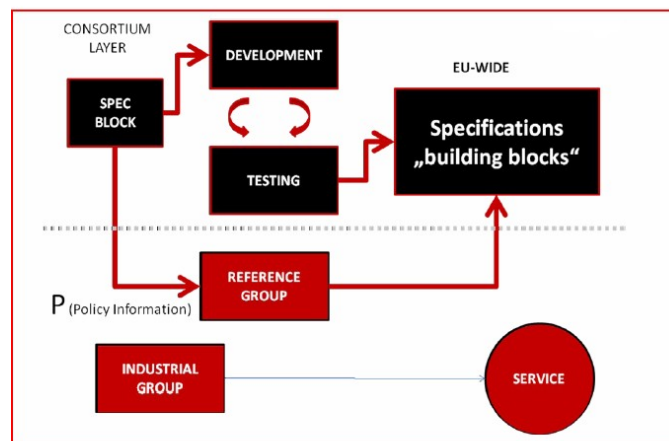 CONSORTIUM
LAYER
DEVELOPMENT
EU-WIDE
SPEC
BLOCK
Specifications
„building blocks“
TESTING
REFERENCE
GROUP
P (Policy Information)
INDUSTRIAL
GROUP
SERVICE